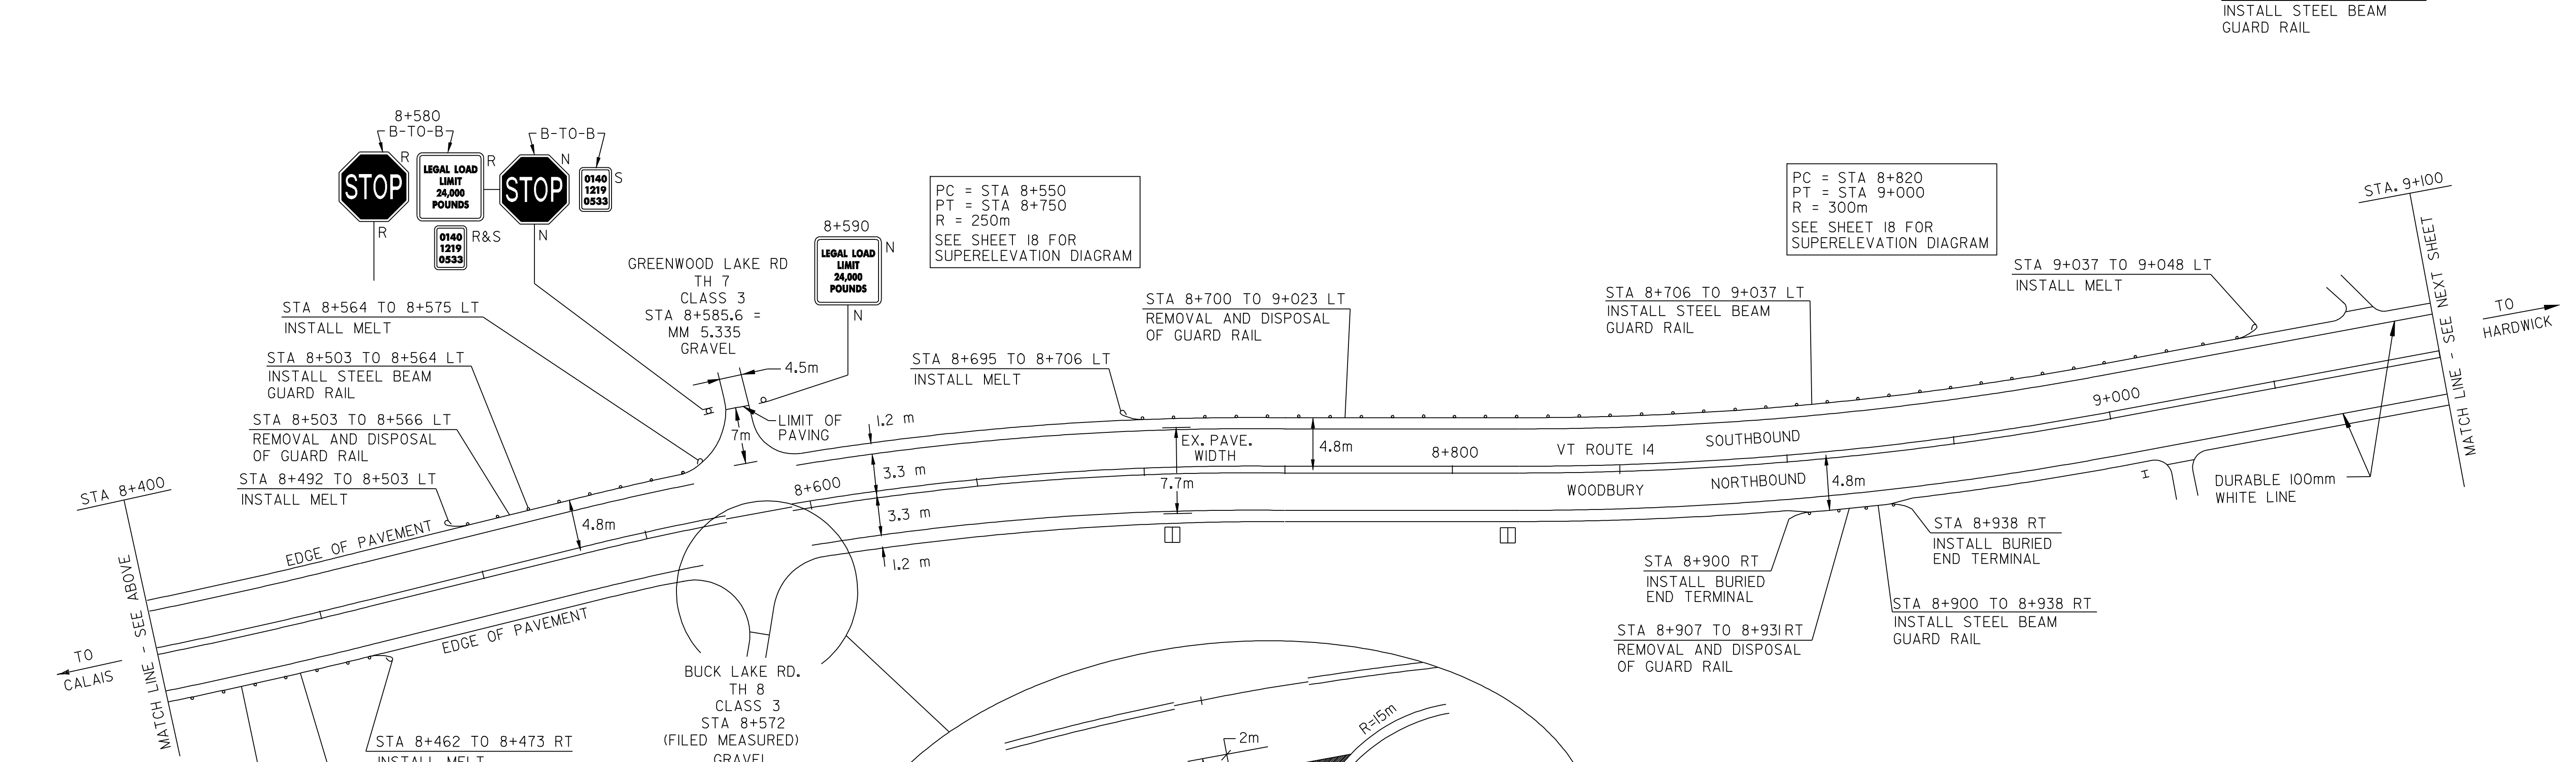 INSTALL STEEL BEAM
GUARD RAIL
8+580
B-TO-B
B-TO-B
STOP
R
LEGAL LOAD
LIMIT
24,000
POUNDS
R
STOP
N
0140
1219
0533
S
R
0140
1219
0533
R&S
N
8+590
LEGAL LOAD
LIMIT
24,000
POUNDS
N
N
PC = STA 8+550
PT = STA 8+750
R = 250m
SEE SHEET 18 FOR
SUPERELEVATION DIAGRAM
PC = STA 8+820
PT = STA 9+000
R = 300m
SEE SHEET 18 FOR
SUPERELEVATION DIAGRAM
STA. 9+100
MATCH LINE - SEE NEXT SHEET
TO
HARDWICK
STA 9+037 TO 9+048 LT
INSTALL MELT
GREENWOOD LAKE RD
TH 7
CLASS 3
STA 8+585.6 =
MM 5.335
GRAVEL
STA 8+564 TO 8+575 LT
INSTALL MELT
STA 8+503 TO 8+564 LT
INSTALL STEEL BEAM
GUARD RAIL
STA 8+503 TO 8+566 LT
REMOVAL AND DISPOSAL
OF GUARD RAIL
STA 8+492 TO 8+503 LT
INSTALL MELT
STA 8+700 TO 9+023 LT
REMOVAL AND DISPOSAL
OF GUARD RAIL
STA 8+706 TO 9+037 LT
INSTALL STEEL BEAM
GUARD RAIL
STA 8+695 TO 8+706 LT
INSTALL MELT
4.5m
LIMIT OF
PAVING
7m
1.2 m
3.3 m
3.3 m
1.2 m
EX. PAVE.
WIDTH
7.7m
4.8m
8+800
VT ROUTE 14
SOUTHBOUND
WOODBURY
NORTHBOUND
4.8m
9+000
8+600
4.8m
STA 8+400
MATCH LINE - SEE ABOVE
EDGE OF PAVEMENT
EDGE OF PAVEMENT
TO
CALAIS
DURABLE 100mm
WHITE LINE
STA 8+938 RT
INSTALL BURIED
END TERMINAL
STA 8+900 RT
INSTALL BURIED
END TERMINAL
STA 8+900 TO 8+938 RT
INSTALL STEEL BEAM
GUARD RAIL
STA 8+907 TO 8+931RT
REMOVAL AND DISPOSAL
OF GUARD RAIL
BUCK LAKE RD.
TH 8
CLASS 3
STA 8+572
(FILED MEASURED)
GRAVEL
STA 8+462 TO 8+473 RT
INSTALL MELT
2m
R=15m